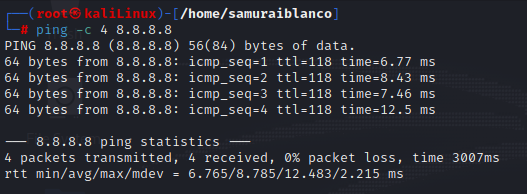 ┌──(root㉿kaliLinux)-[/home/samuraiblanco]
└─# ping -c 4 8.8.8.8
PING 8.8.8.8 (8.8.8.8) 56(84) bytes of data.
64 bytes from 8.8.8.8: icmp_seq=1 ttl=118 time=6.77 ms
64 bytes from 8.8.8.8: icmp_seq=2 ttl=118 time=8.43 ms
64 bytes from 8.8.8.8: icmp_seq=3 ttl=118 time=7.46 ms
64 bytes from 8.8.8.8: icmp_seq=4 ttl=118 time=12.5 ms

--- 8.8.8.8 ping statistics ---
4 packets transmitted, 4 received, 0% packet loss, time 3007ms
rtt min/avg/max/mdev = 6.765/8.785/12.483/2.215 ms